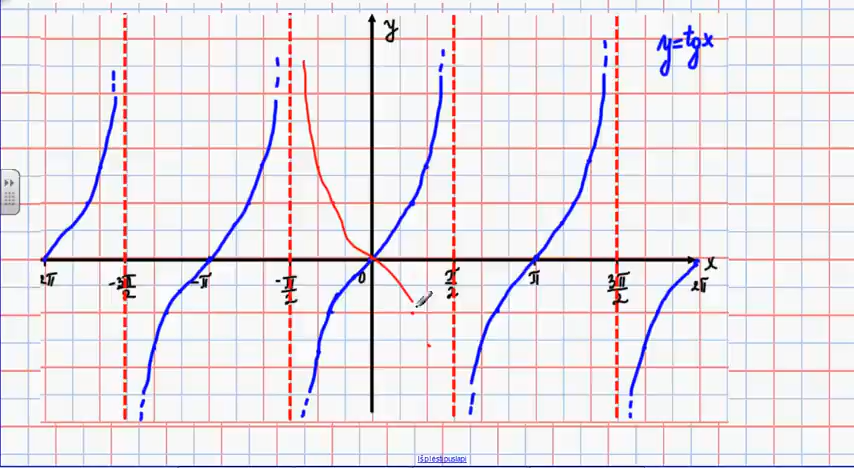 y
y = tgx
2π
-3π/2
-π
-π/2
0
π/2
π
3π/2
2π
x
Išplėsti puslapį